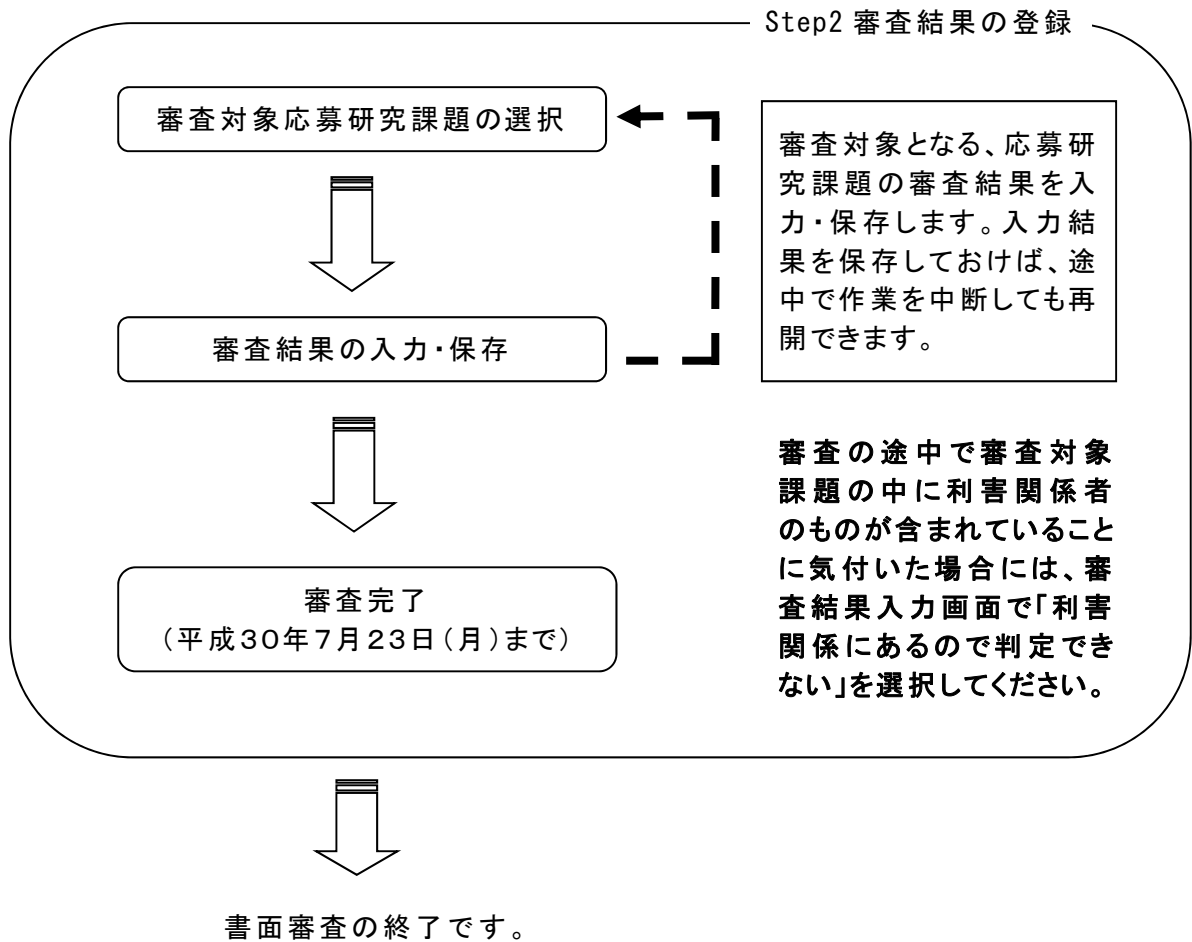 Step2審査結果の登録
審査対象応募研究課題の選択
審査対象となる、応募研
究課題の審査結果を入
力・保存します。入力結
果を保存しておけば、途
中で作業を中断しても再
開できます。
審査結果の入力・保存
審査の途中で審査対象
課題の中に利害関係者
のものが含まれていること
に気付いた場合には、審
査結果入力画面で「利害
関係にあるので判定でき
ない」を選択してください。
審査完了
（平成30年7月23日（月）まで）
書面審査の終了です。